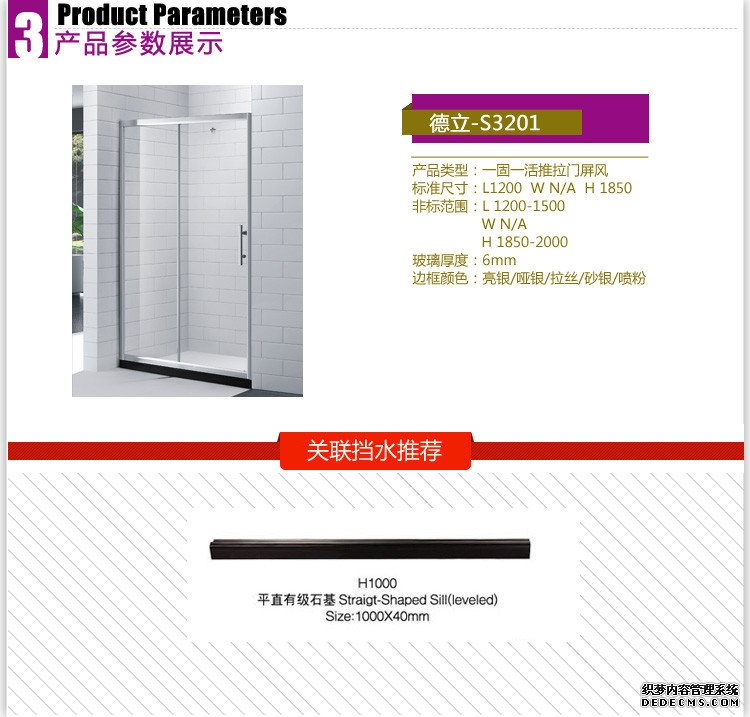 3
Product Parameters
产品参数展示
德立-S3201
产品类型：一固一活推拉门屏风
标准尺寸：L1200 W N/A H 1850
非标范围：L 1200-1500
W N/A
H 1850-2000
玻璃厚度：6mm
边框颜色：亮银/哑银/拉丝/砂银/喷粉
关联挡水推荐
H1000
平直有级石基 Straigt-Shaped Sill(leveled)
Size:1000X40mm
织梦内容管理系统
DEDECMS.COM